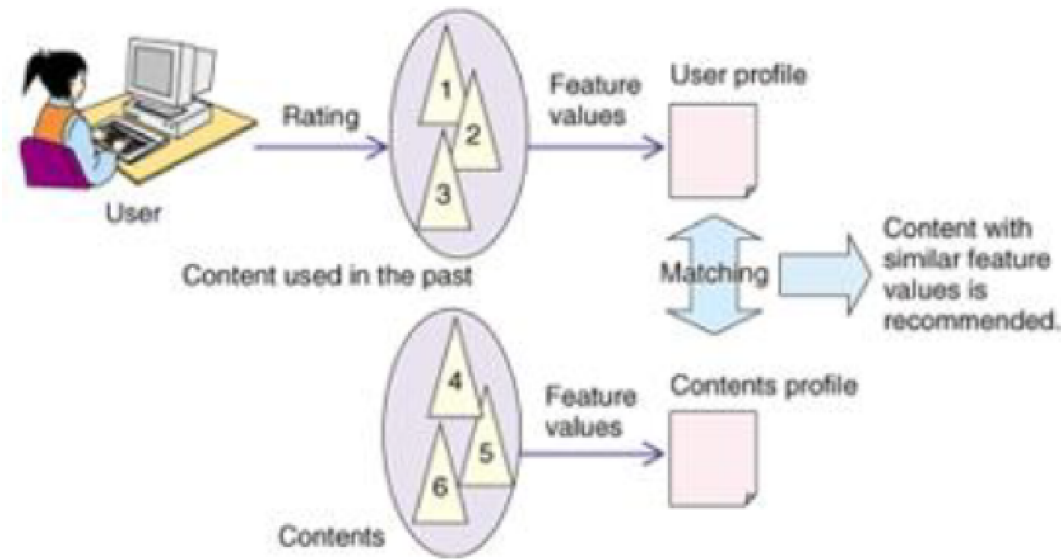 User
Rating
1
2
3
Content used in the past
Feature
values
User profile
Matching
Content with
similar feature
values is
recommended.
4
5
6
Contents
Feature
values
Contents profile